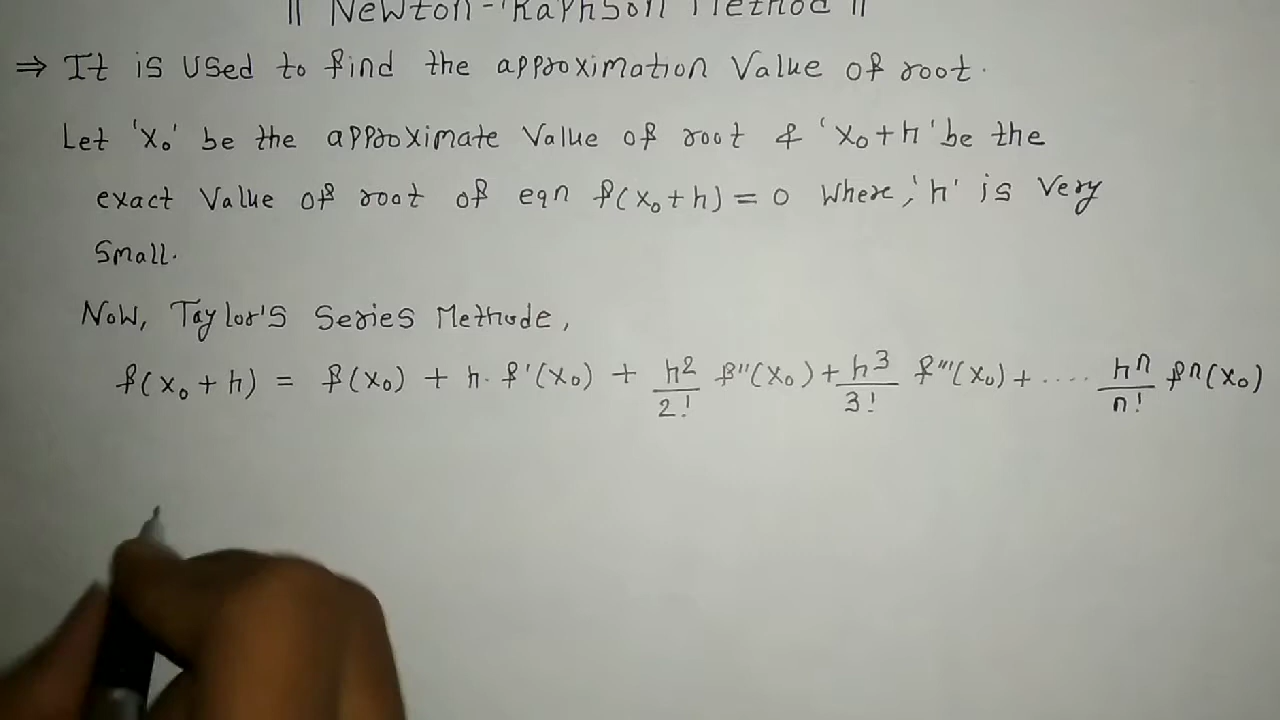 || Newton-Raphson Method ||
⇒ It is used to find the approximation Value of root.
Let 'x₀' be the approximate Value of root & 'x₀+h' be the
exact Value of root of eqn f(x₀+h) = 0 where, 'h' is very
small.
Now, Taylor's Series Methode,
f(x₀+h) = f(x₀) + h. f'(x₀) + h²/2! f''(x₀) + h³/3! f'''(x₀) + .... hⁿ/n! fⁿ(x₀)